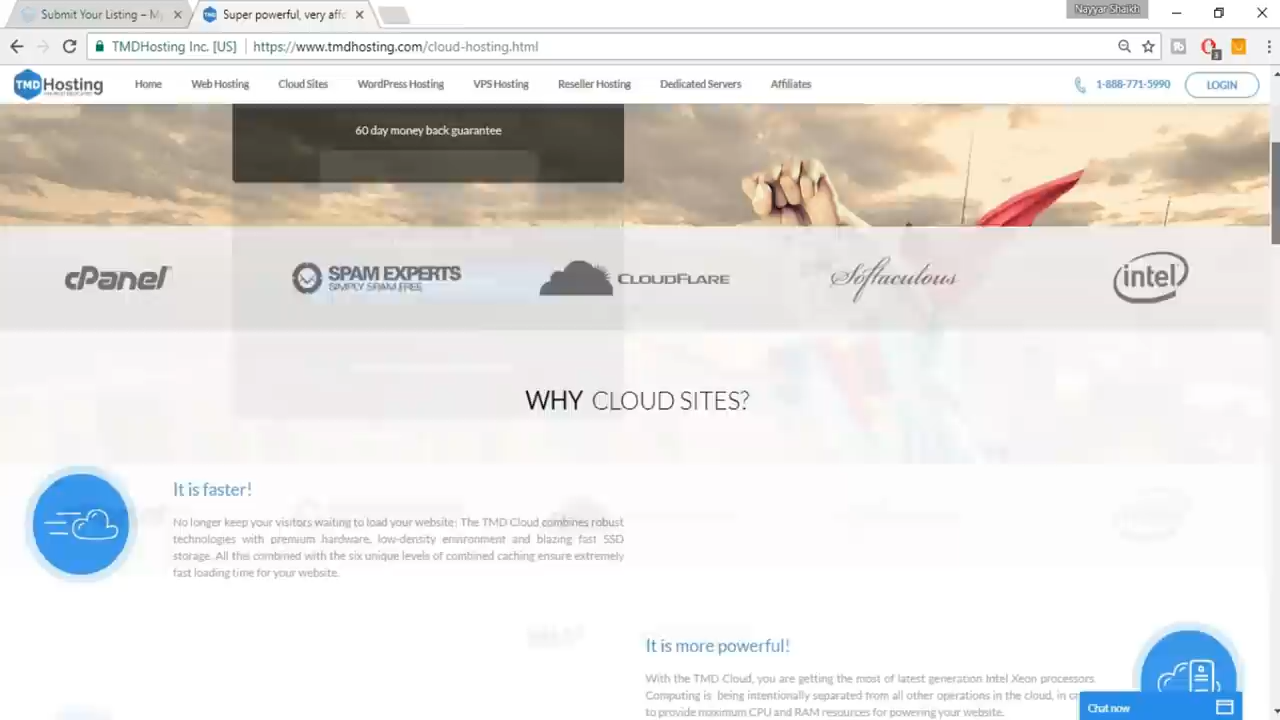 Nayyar Shaikh
Submit Your Listing – My
Super powerful, very affo
TMDHosting Inc. [US] https://www.tmdhosting.com/cloud-hosting.html
3
TMDHosting
Home Web Hosting Cloud Sites WordPress Hosting VPS Hosting Reseller Hosting Dedicated Servers Affiliates 1-888-771-5990 LOGIN
60 day money back guarantee
cPanel SPAM EXPERTS CLOUDFLARE Softaculous intel
SIMPLY SPAM FREE
WHY CLOUD SITES?
It is faster!
No longer keep your visitors waiting to load your website! The TMD Cloud combines robust
technologies with premium hardware, low-density environment and blazing fast SSD
storage. All this combined with the six unique levels of combined caching ensure extremely
fast loading time for your website.
It is more powerful!
With the TMD Cloud, you are getting the most of latest generation Intel Xeon processors.
Computing is being intentionally separated from all other operations in the cloud, in
to provide maximum CPU and RAM resources for powering your website.
Chat now